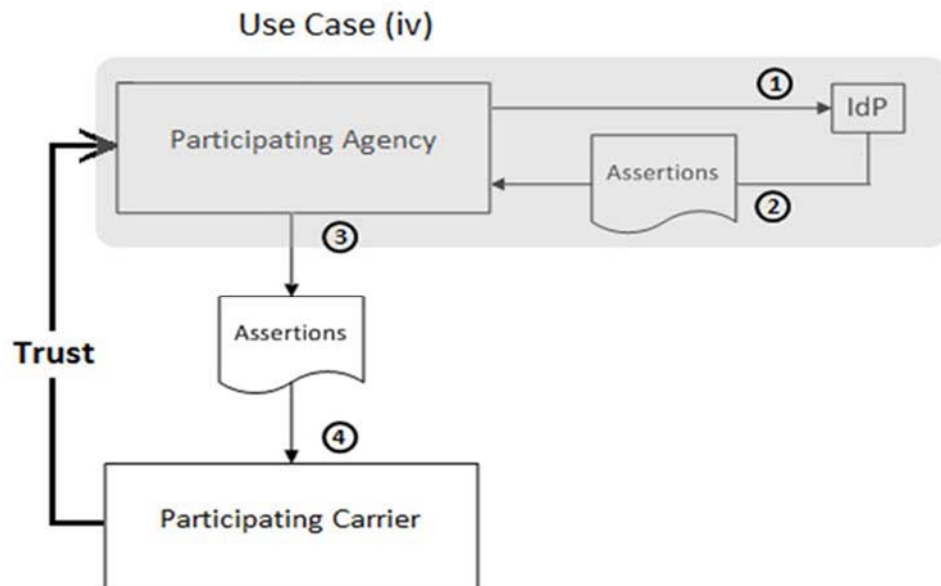 Use Case (iv)
1
IdP
Participating Agency
Assertions
2
3
Assertions
Trust
4
Participating Carrier